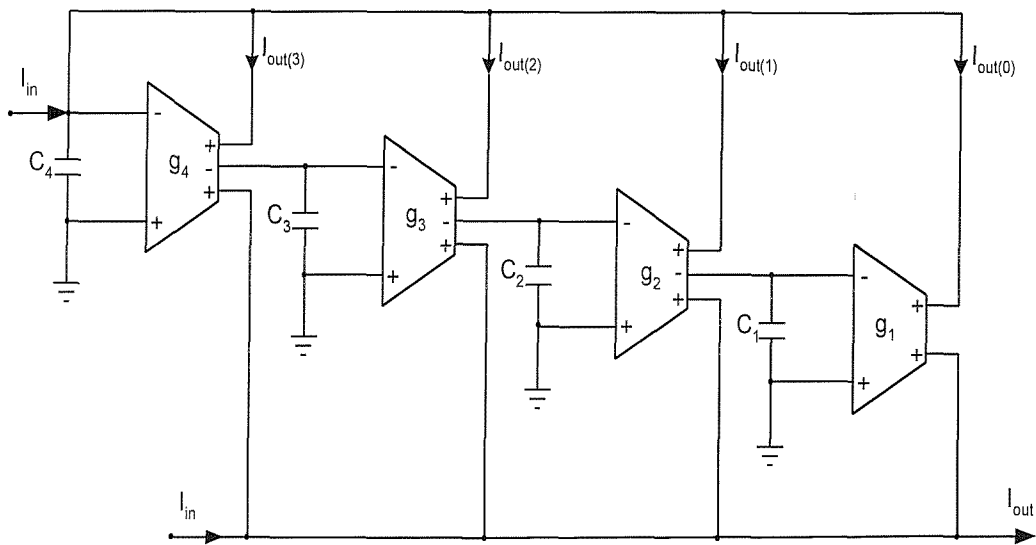 I_out(3)
I_out(2)
I_out(1)
I_out(0)
I_in
-
C_4
g_4
+
-
+
+
-
C_3
g_3
+
-
+
+
-
C_2
g_2
+
-
+
+
-
C_1
g_1
+
+
+
I_in
I_out